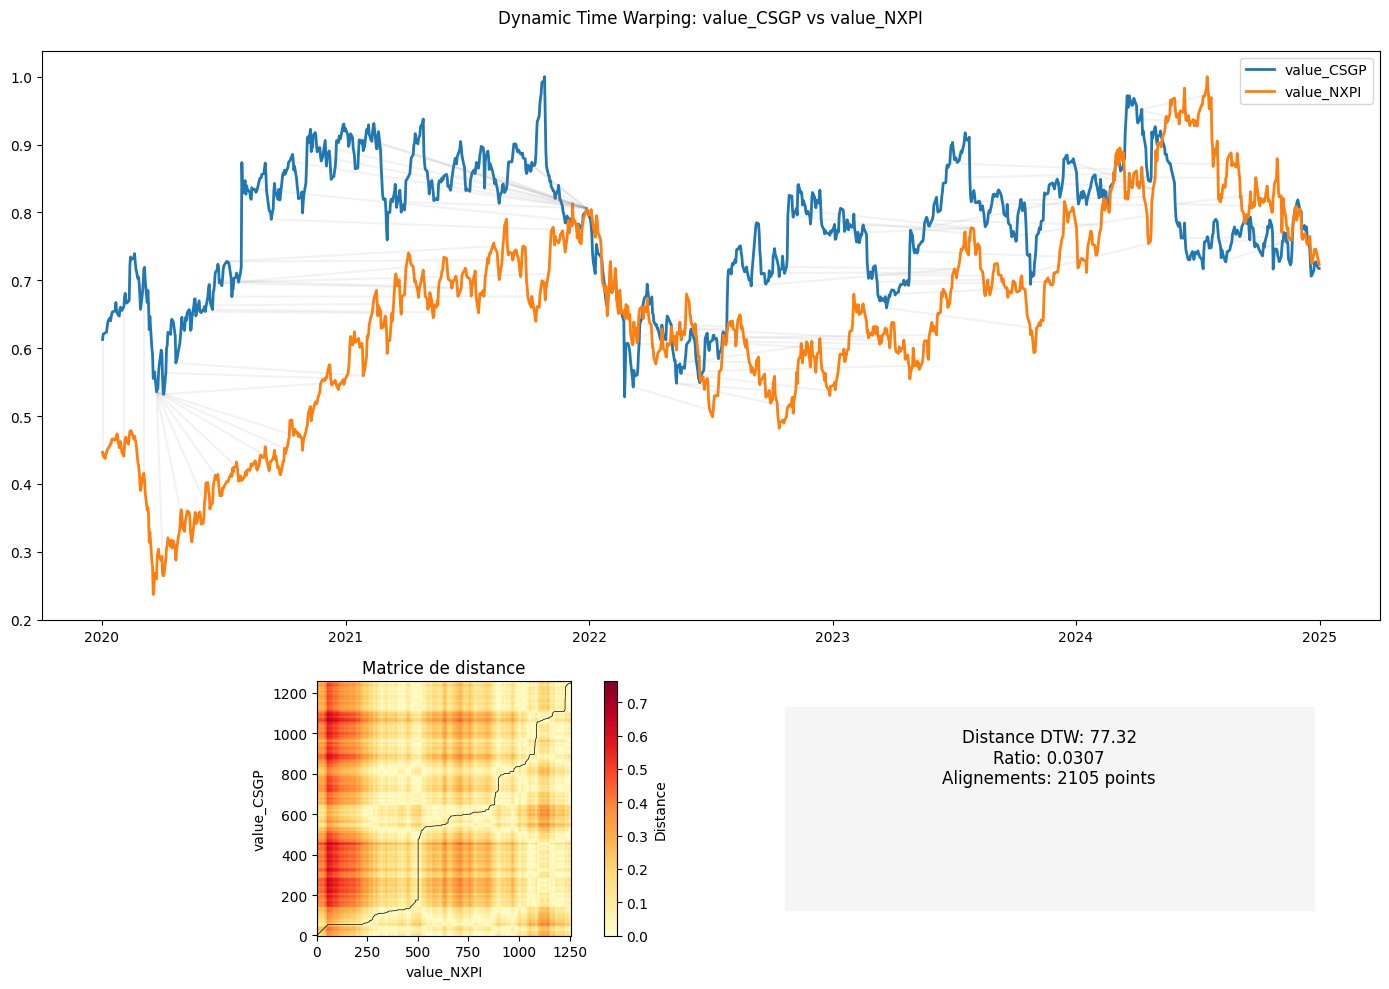 Dynamic Time Warping: value_CSGP vs value_NXPI
value_CSGP
value_NXPI
1.0
0.9
0.8
0.7
0.6
0.5
0.4
0.3
0.2
2020 2021 2022 2023 2024 2025
Matrice de distance
1200
1000
800
600
400
200
0
value_CSGP
0 250 500 750 1000 1250
value_NXPI
0.7
0.6
0.5
0.4
0.3
0.2
0.1
0.0
Distance
Distance DTW: 77.32
Ratio: 0.0307
Alignements: 2105 points